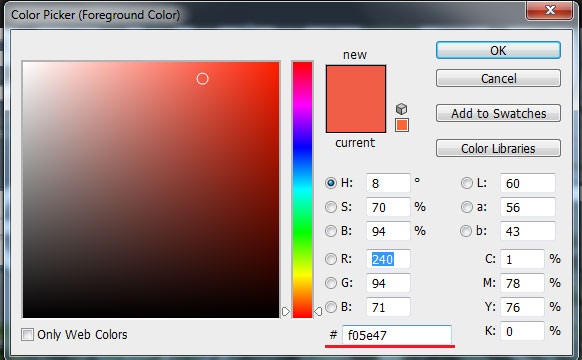 Color Picker (Foreground Color)
new
current
OK
Cancel
Add to Swatches
Color Libraries
H: 8 °
S: 70 %
B: 94 %
R: 240
G: 94
B: 71
L: 60
a: 56
b: 43
C: 1 %
M: 78 %
Y: 76 %
K: 0 %
Only Web Colors
# f05e47